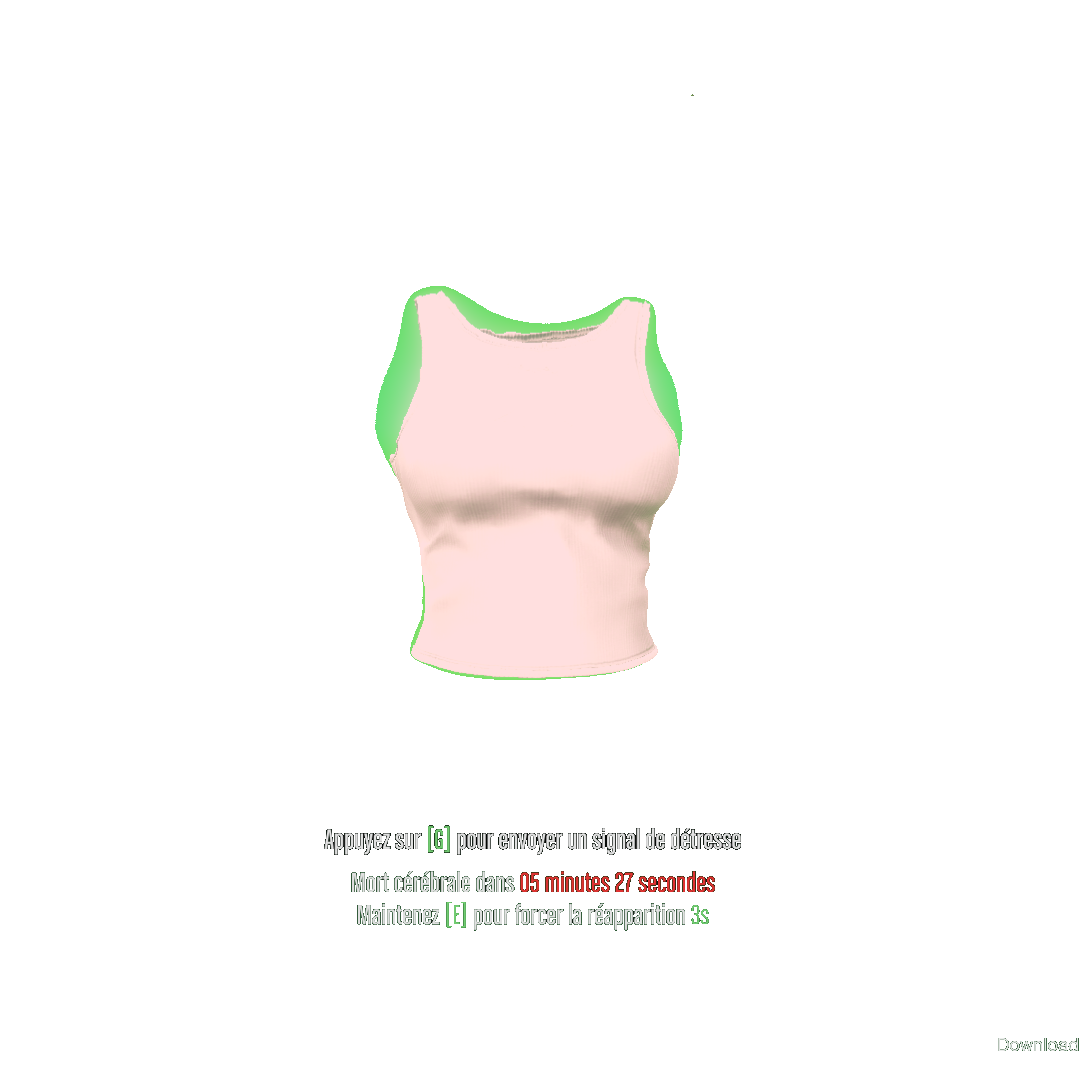 Appuyez sur [G] pour envoyer un signal de détresse
Mort cérébrale dans 05 minutes 27 secondes
Maintenez [E] pour forcer la réapparition 3s
Download